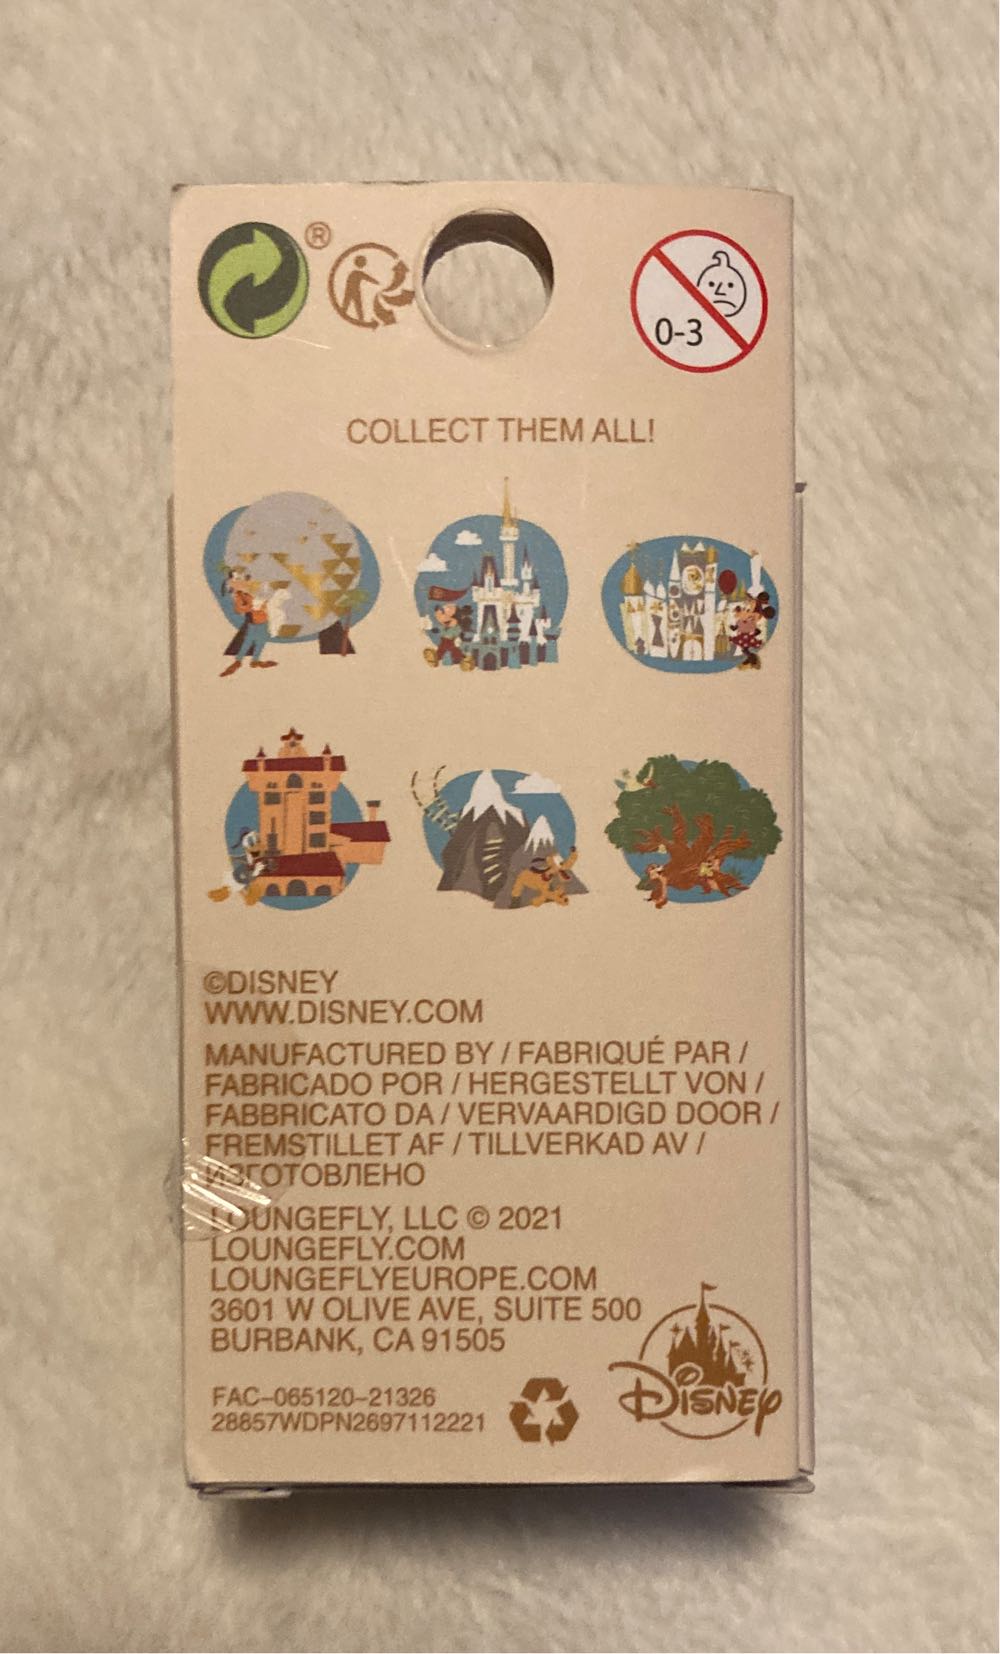 ®
0-3
COLLECT THEM ALL!
©DISNEY
WWW.DISNEY.COM
MANUFACTURED BY / FABRIQUÉ PAR /
FABRICADO POR / HERGESTELLT VON /
FABBRICATO DA / VERVAARDIGD DOOR /
FREMSTILLET AF / TILLVERKAD AV /
ИЗГОТОВЛЕНО
LOUNGEFLY, LLC © 2021
LOUNGEFLY.COM
LOUNGEFLYEUROPE.COM
3601 W OLIVE AVE, SUITE 500
BURBANK, CA 91505
FAC-065120-21326
28857WDPN2697112221
DISNEY